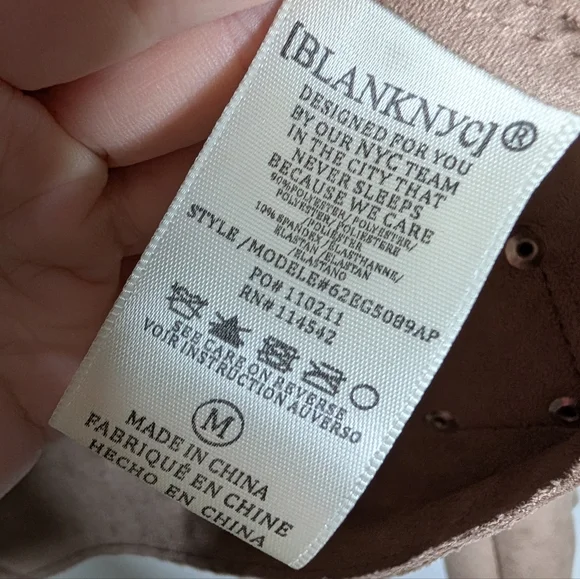 [BLANKNYC]®
DESIGNED FOR YOU
BY OUR NYC TEAM
IN THE CITY THAT
NEVER SLEEPS
BECAUSE WE CARE
90%POLYESTER/POLYESTER/
POLYESTER/POLIESTERE
/POLIESTER
10% SPANDEX/ELASTHANNE/
ELASTAN/ELASTAN
/ELASTANO
STYLE /MODELE#62EG5089AP
PO# 110211
RN# 114542
SEE CARE ON REVERSE
VOIR INSTRUCTION AUVERSO
M
MADE IN CHINA
FABRIQUÉ EN CHINE
HECHO EN CHINA